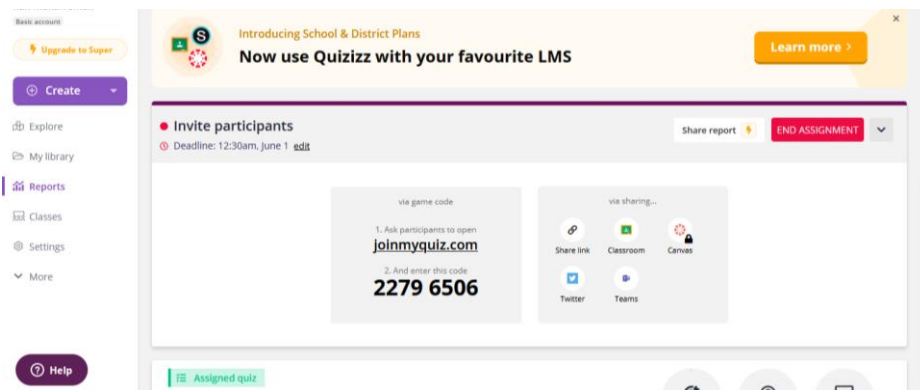 Basic account
Upgrade to Super
Create
Explore
My library
Reports
Classes
Settings
More
Help
Introducing School & District Plans
Now use Quizizz with your favourite LMS
Learn more >
×
S
Invite participants
Deadline: 12:30am, June 1 edit
Share report
END ASSIGNMENT
via game code
1. Ask participants to open
joinmyquiz.com
2. And enter this code
2279 6506
via sharing...
Share link Classroom Canvas
Twitter Teams
Assigned quiz